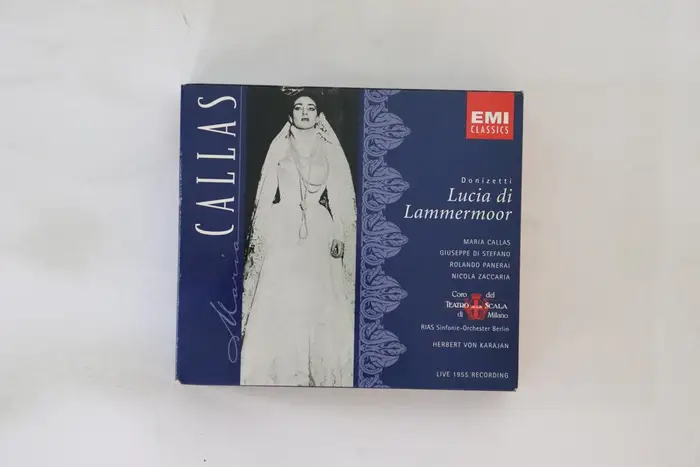 Maria
CALLAS
EMI
CLASSICS
Donizetti
Lucia di
Lammermoor
MARIA CALLAS
GIUSEPPE DI STEFANO
ROLANDO PANERAI
NICOLA ZACCARIA
Coro del
TEATRO ALLA SCALA
di Milano
RIAS Sinfonie-Orchester Berlin
HERBERT VON KARAJAN
LIVE 1955 RECORDING